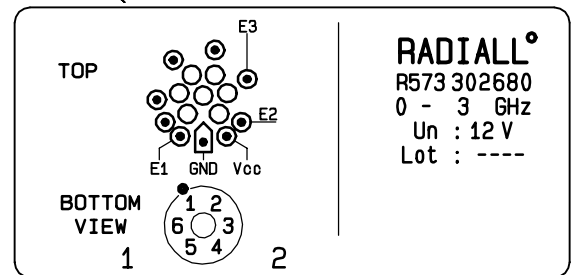 E3
TOP
E2
E1 GND Vcc
BOTTOM
VIEW
1 2
6 3
5 4
1 2
RADIALL°
R573 302680
0 - 3 GHz
Un : 12 V
Lot : ----